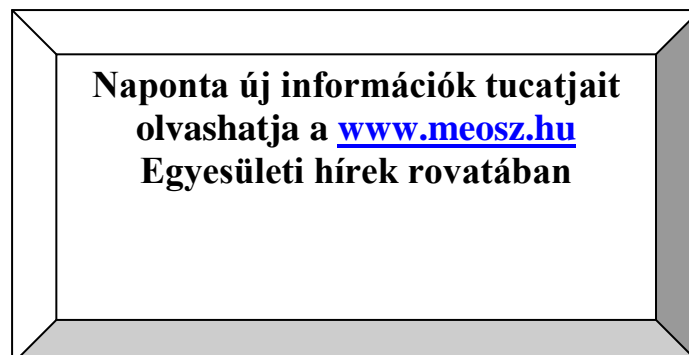 Naponta új információk tucatjait
olvashatja a www.meosz.hu
Egyesületi hírek rovatában